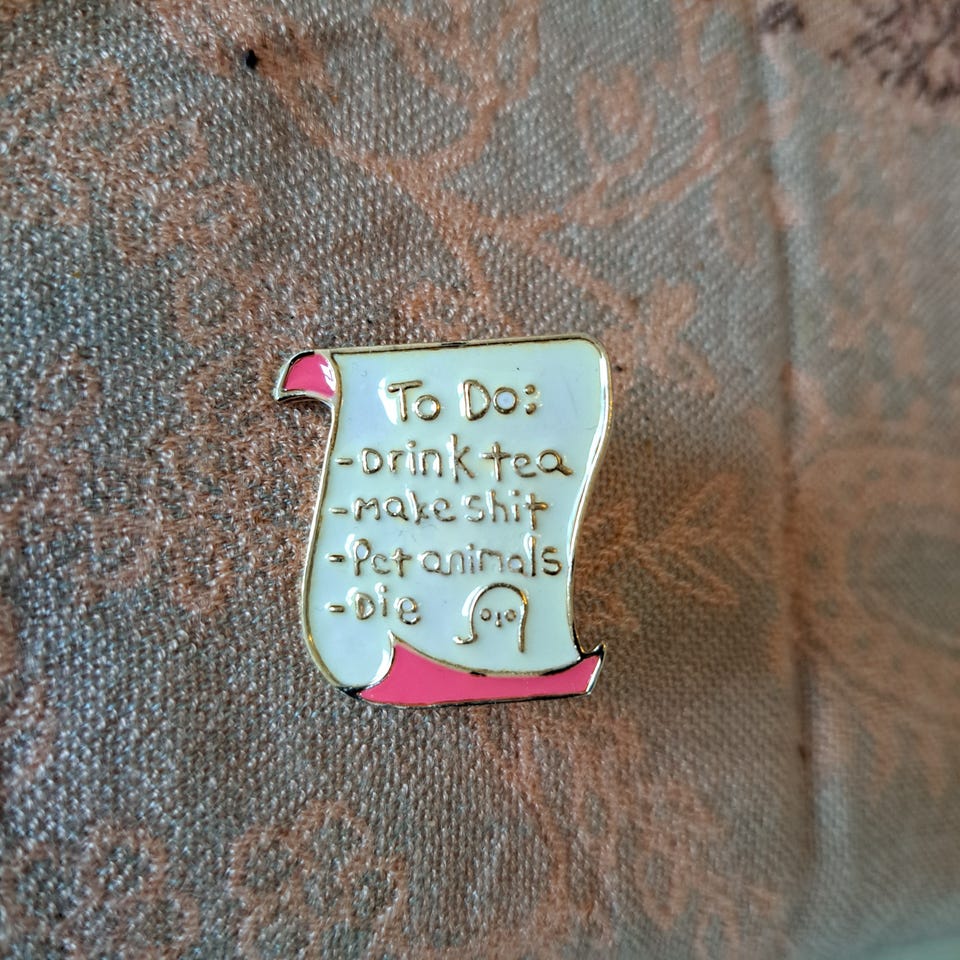 To Do:
-Drink tea
-make shit
-Pet animals
-Die